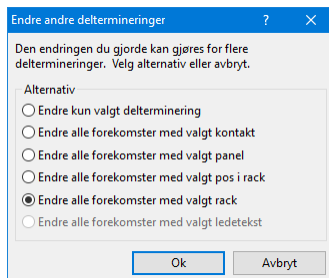 Endre andre deltermineringer
Den endringen du gjorde kan gjøres for flere
deltermineringer. Velg alternativ eller avbryt.
Alternativ
Endre kun valgt delterminering
Endre alle forekomster med valgt kontakt
Endre alle forekomster med valgt panel
Endre alle forekomster med valgt pos i rack
Endre alle forekomster med valgt rack
Endre alle forekomster med valgt ledetekst
Ok
Avbryt